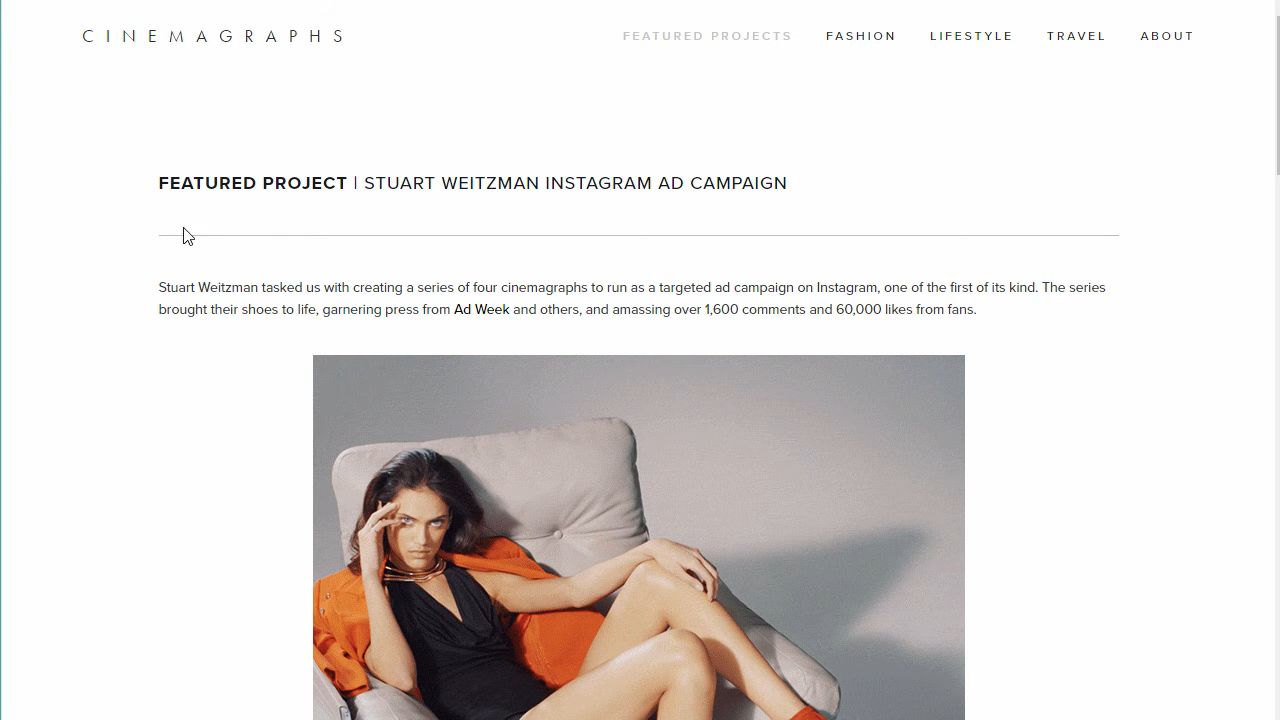 CINEMAGRAPHS
FEATURED PROJECTS FASHION LIFESTYLE TRAVEL ABOUT
FEATURED PROJECT | STUART WEITZMAN INSTAGRAM AD CAMPAIGN
Stuart Weitzman tasked us with creating a series of four cinemagraphs to run as a targeted ad campaign on Instagram, one of the first of its kind. The series
brought their shoes to life, garnering press from Ad Week and others, and amassing over 1,600 comments and 60,000 likes from fans.